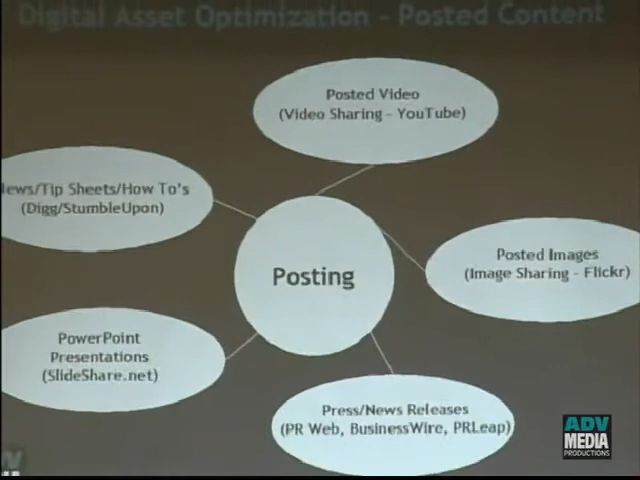 Digital Asset Optimization - Posted Content
Posted Video
(Video Sharing - YouTube)
News/Tip Sheets/How To's
(Digg/StumbleUpon)
Posting
Posted Images
(Image Sharing - Flickr)
PowerPoint
Presentations
(SlideShare.net)
Press/News Releases
(PR Web, BusinessWire, PRLeap)
ADV
MEDIA
PRODUCTIONS